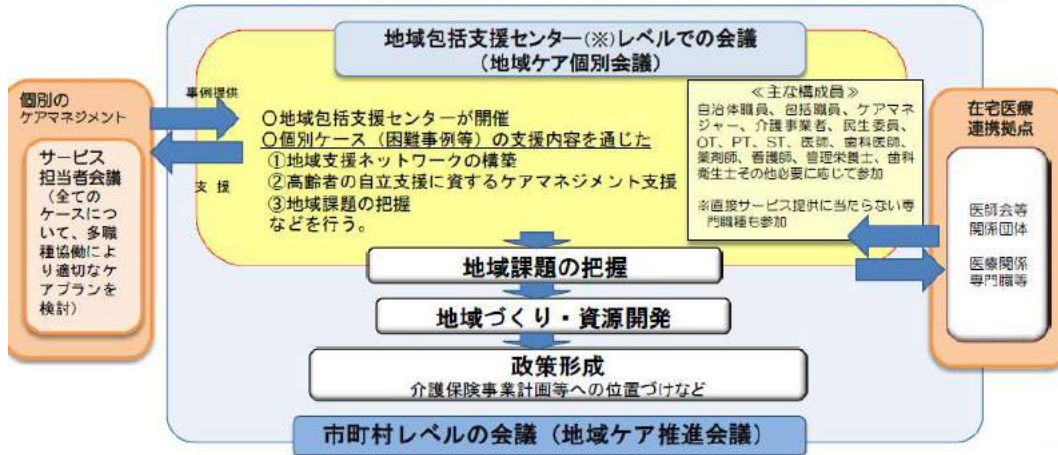 地域包括支援センター(※)レベルでの会議
(地域ケア個別会議)
個別の
ケアマネジメント
サービス
担当者会議
(全ての
ケースにつ
いて、多職
種協働によ
り適切なケ
アプランを
検討)
事例提供
支 援
〇地域包括支援センターが開催
〇個別ケース(困難事例等)の支援内容を通じた
①地域支援ネットワークの構築
②高齢者の自立支援に資するケアマネジメント支援
③地域課題の把握
などを行う。
≪主な構成員≫
自治体職員、包括職員、ケアマネ
ジャー、介護事業者、民生委員、
OT、PT、ST、医師、歯科医師、
薬剤師、看護師、管理栄養士、歯科
衛生士その他必要に応じて参加
※直接サービス提供に当たらない専
門職種も参加
在宅医療
連携拠点
医師会等
関係団体
医療関係
専門職等
地域課題の把握
地域づくり・資源開発
政策形成
介護保険事業計画等への位置づけなど
市町村レベルの会議(地域ケア推進会議)